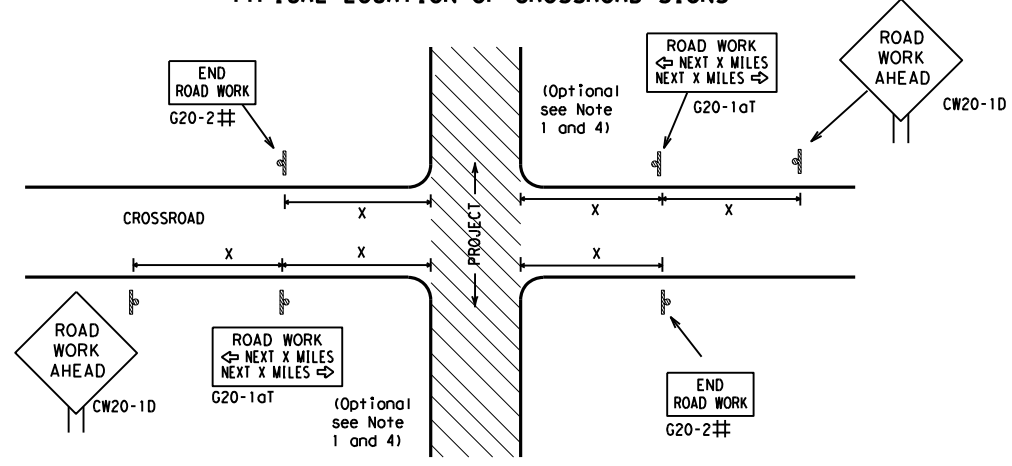 TYPICAL LOCATION OF CROSSROAD SIGNS
END
ROAD WORK
G20-2#
ROAD WORK
⇦ NEXT X MILES
NEXT X MILES ⇨
G20-1aT
(Optional
see Note
1 and 4)
ROAD
WORK
AHEAD
CW20-1D
X
X
X
CROSSROAD
PROJECT
X
X
X
ROAD
WORK
AHEAD
CW20-1D
ROAD WORK
⇦ NEXT X MILES
NEXT X MILES ⇨
G20-1aT
(Optional
see Note
1 and 4)
END
ROAD WORK
G20-2#